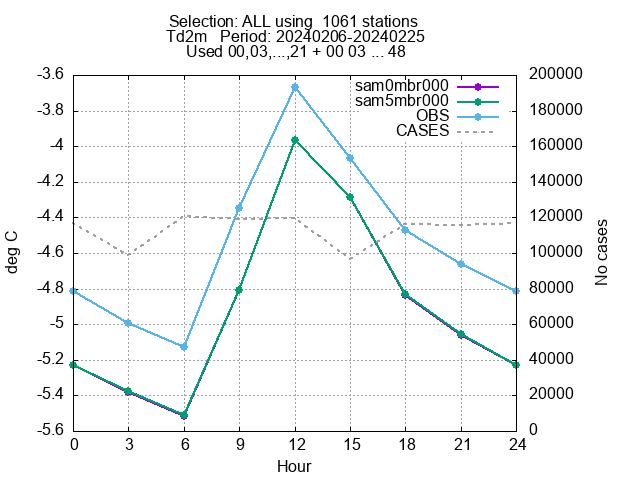 Selection: ALL using  1061 stations
Td2m   Period: 20240206-20240225
Used 00,03,...,21 + 00 03 ... 48
sam0mbr000
sam5mbr000
OBS
CASES
-3.6
-3.8
-4
-4.2
-4.4
-4.6
-4.8
-5
-5.2
-5.4
-5.6
deg C
200000
180000
160000
140000
120000
100000
80000
60000
40000
20000
0
No cases
0 3 6 9 12 15 18 21 24
Hour